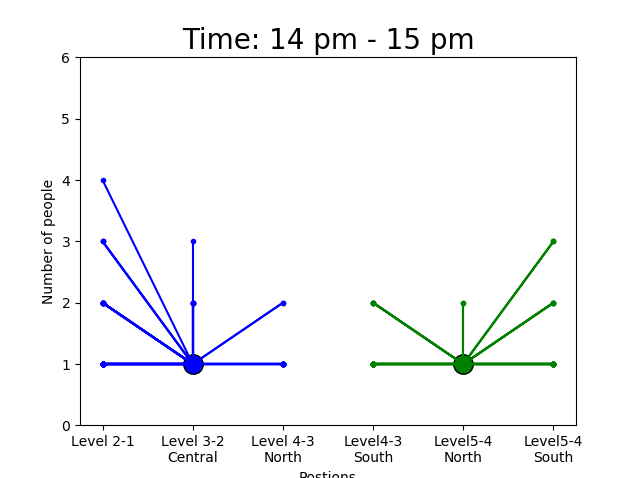 Time: 14 pm - 15 pm
Number of people
6
5
4
3
2
1
0
Level 2-1
Level 3-2
Central
Level 4-3
North
Level4-3
South
Level5-4
North
Level5-4
South
Postions